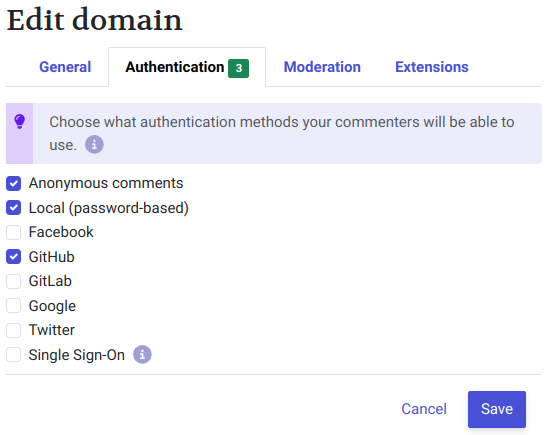 Edit domain
General
Authentication 3
Moderation
Extensions
Choose what authentication methods your commenters will be able to
use.
Anonymous comments
Local (password-based)
Facebook
GitHub
GitLab
Google
Twitter
Single Sign-On
Cancel
Save